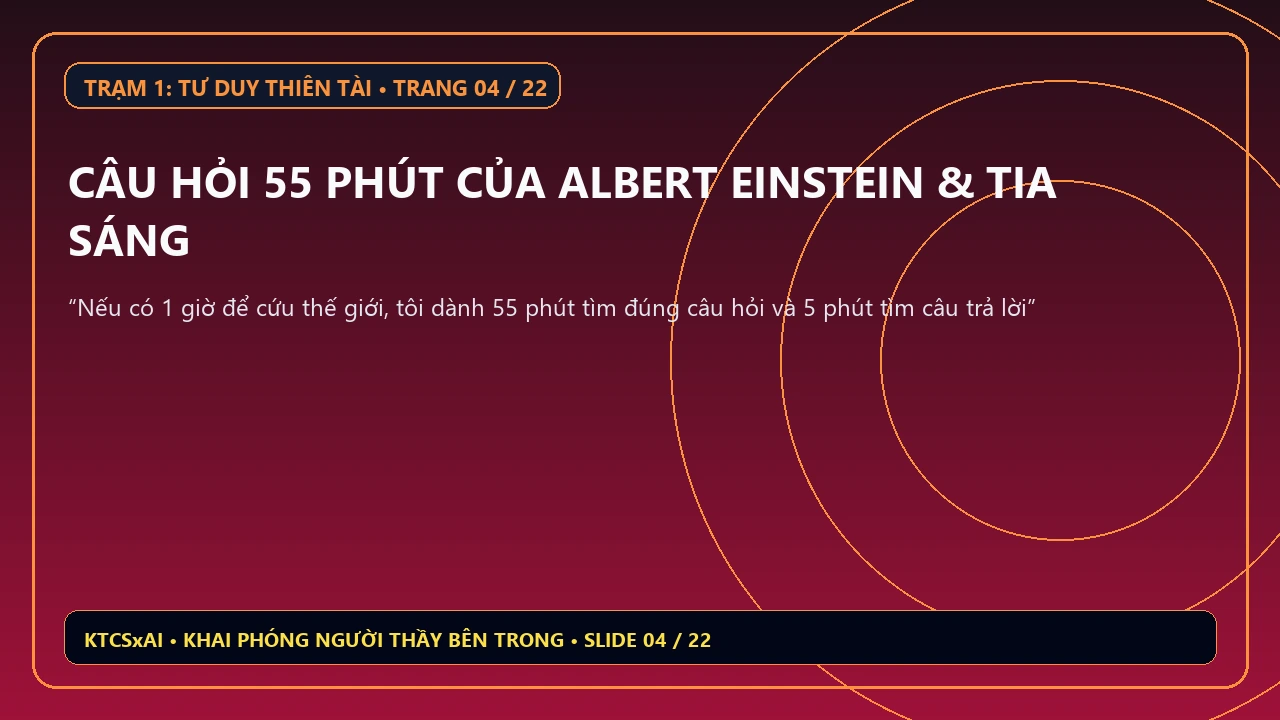 TRẠM 1: TƯ DUY THIÊN TÀI • TRANG 04 / 22
CÂU HỎI 55 PHÚT CỦA ALBERT EINSTEIN & TIA
SÁNG
“Nếu có 1 giờ để cứu thế giới, tôi dành 55 phút tìm đúng câu hỏi và 5 phút tìm câu trả lời”
KTCSxAI • KHAI PHÓNG NGƯỜI THẦY BÊN TRONG • SLIDE 04 / 22